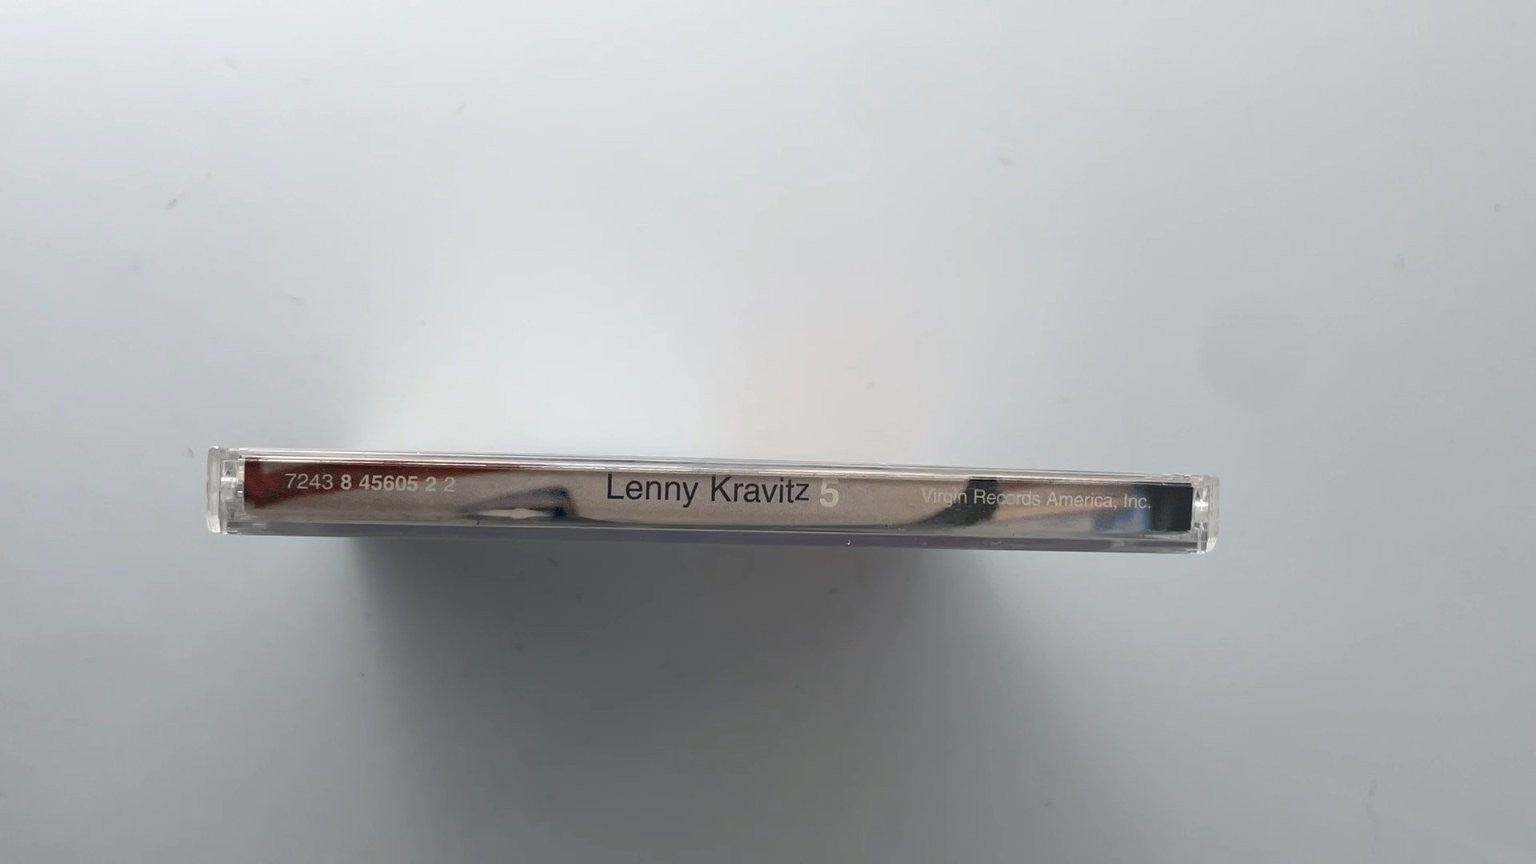 7243 8 45605 2 2 Lenny Kravitz 5 Virgin Records America, Inc.